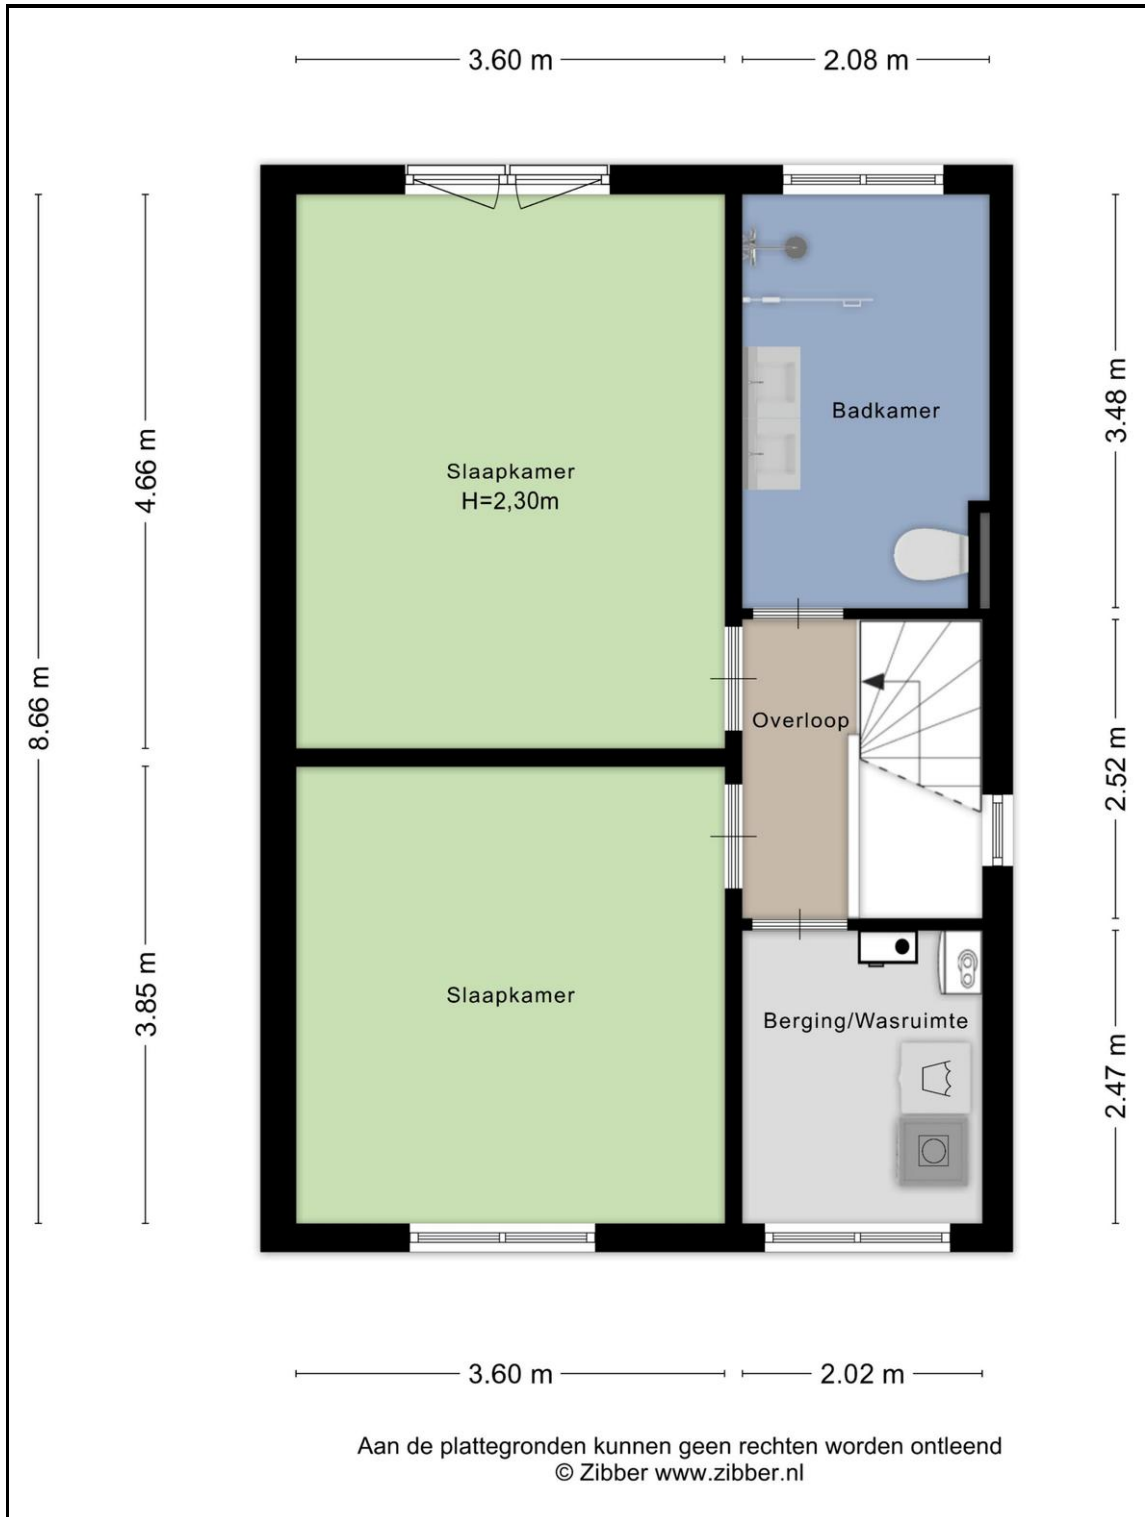 3.60 m
2.08 m
8.66 m
4.66 m
3.85 m
Slaapkamer
H=2,30m
Badkamer
3.48 m
Overloop
2.52 m
Slaapkamer
Berging/Wasruimte
2.47 m
3.60 m
2.02 m
Aan de plattegronden kunnen geen rechten worden ontleend
© Zibber www.zibber.nl